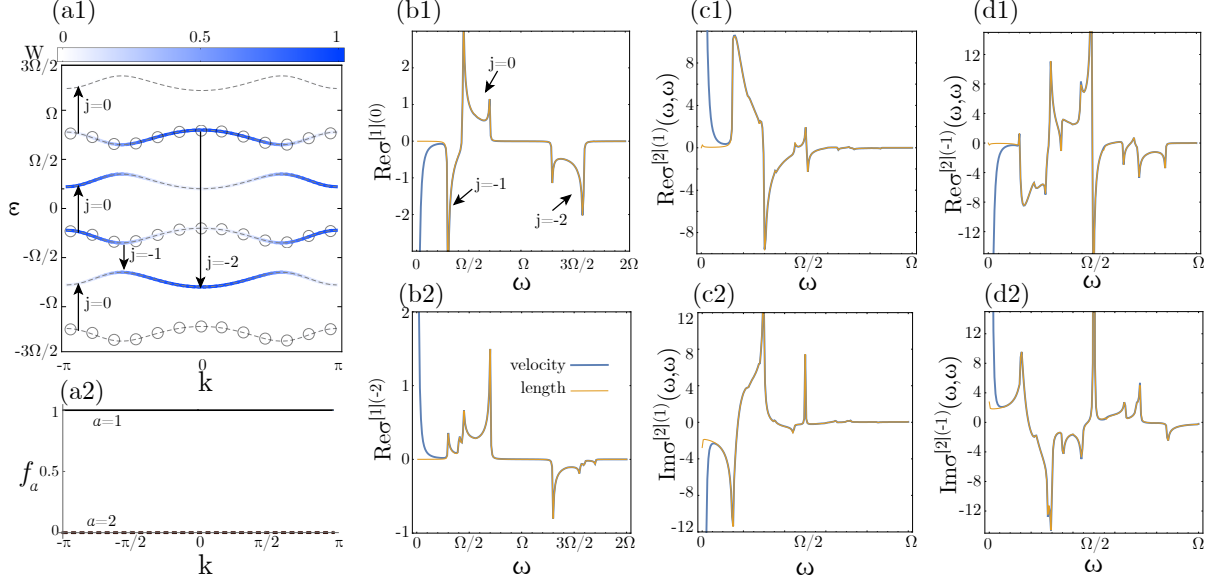 (a1)
0 0.5 1
W
3Ω/2
Ω
Ω/2
0
-Ω/2
-Ω
-3Ω/2
ε
j=0
j=0
j=-1
j=-2
j=0
-π 0 π
k
(a2)
1
0.5
0
f_a
a=1
a=2
-π -π/2 0 π/2 π
k
(b1)
2
1
0
-1
-2
Reσ^[1](0)
j=0
j=-1
j=-2
0 Ω/2 Ω 3Ω/2 2Ω
ω
(b2)
2
1
0
-1
Reσ^[1](-2)
velocity
length
0 Ω/2 Ω 3Ω/2 2Ω
ω
(c1)
8
4
0
-4
-8
Reσ^[2](1)(ω,ω)
0 Ω/2 Ω
ω
(c2)
12
8
4
0
-4
-8
-12
Imσ^[2](1)(ω,ω)
0 Ω/2 Ω
ω
(d1)
12
8
4
0
-4
-8
-12
Reσ^[2](-1)(ω,ω)
0 Ω/2 Ω
ω
(d2)
12
8
4
0
-4
-8
-12
Imσ^[2](-1)(ω,ω)
0 Ω/2 Ω
ω